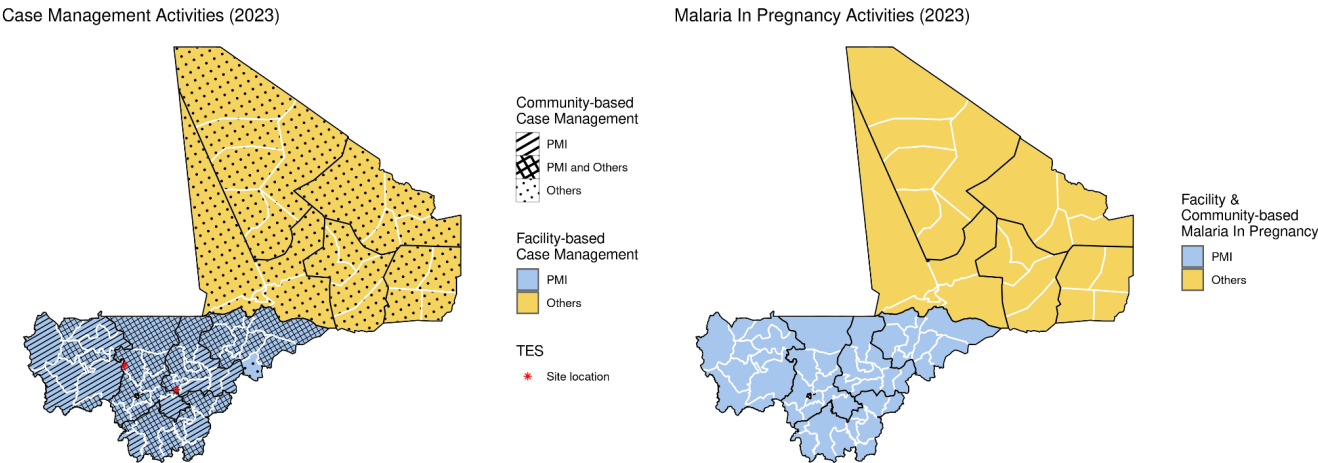 Case Management Activities (2023)
Community-based
Case Management
PMI
PMI and Others
Others
Facility-based
Case Management
PMI
Others
TES
Site location
Malaria In Pregnancy Activities (2023)
Facility &
Community-based
Malaria In Pregnancy
PMI
Others